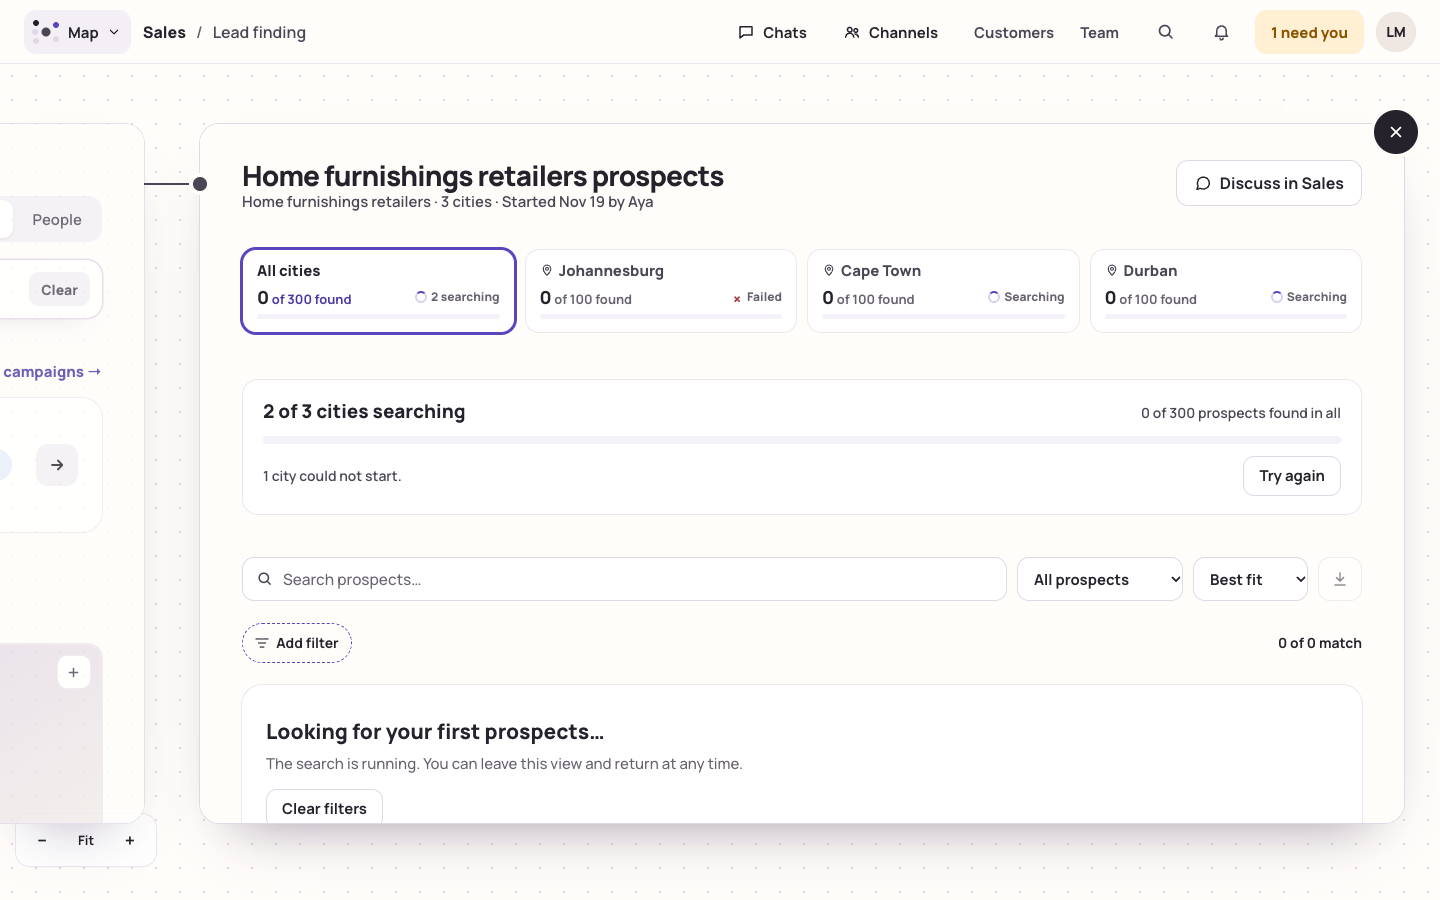 Map
Sales / Lead finding
Chats
Channels
Customers
Team
1 need you
LM
People
Clear
campaigns →
Home furnishings retailers prospects
Home furnishings retailers · 3 cities · Started Nov 19 by Aya
Discuss in Sales
All cities
0 of 300 found
2 searching
Johannesburg
0 of 100 found
Failed
Cape Town
0 of 100 found
Searching
Durban
0 of 100 found
Searching
2 of 3 cities searching
0 of 300 prospects found in all
1 city could not start.
Try again
Search prospects…
All prospects
Best fit
Add filter
0 of 0 match
Looking for your first prospects…
The search is running. You can leave this view and return at any time.
Clear filters
− Fit +